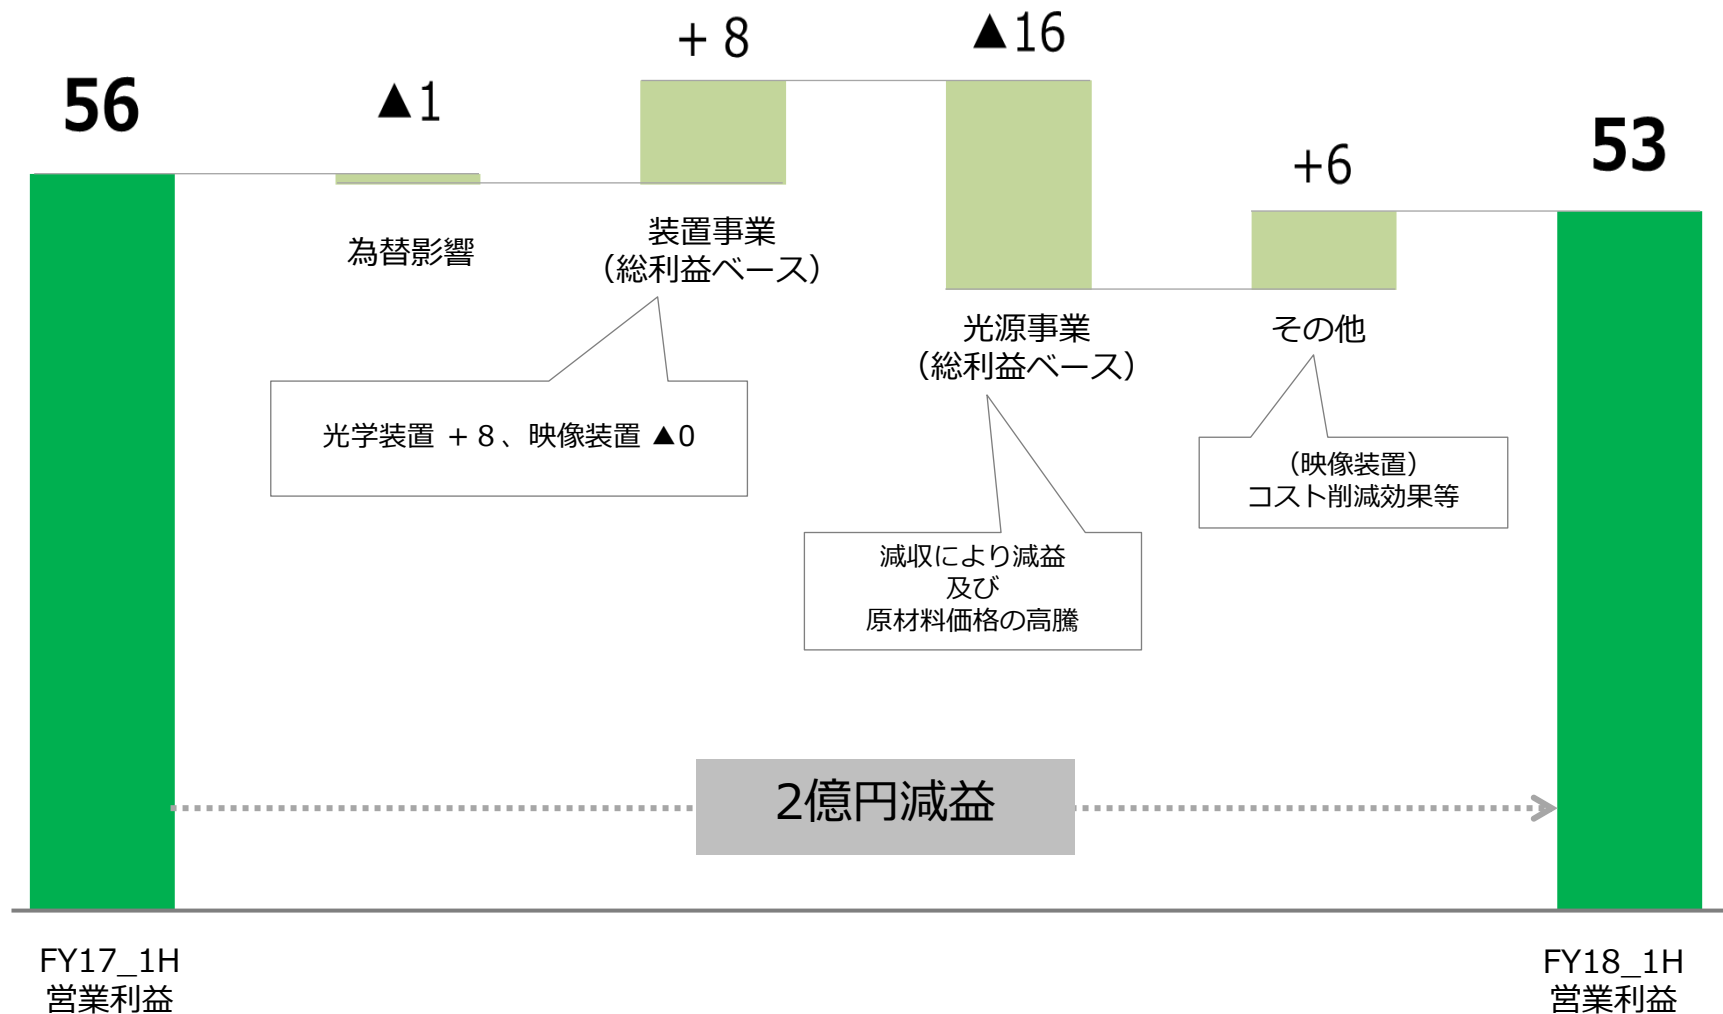 56
▲1
＋８
▲16
+6
53
為替影響
装置事業
（総利益ベース）
光源事業
（総利益ベース）
その他
光学装置 ＋８、映像装置 ▲0
減収により減益
及び
原材料価格の高騰
（映像装置）
コスト削減効果等
2億円減益
FY17_1H
営業利益
FY18_1H
営業利益